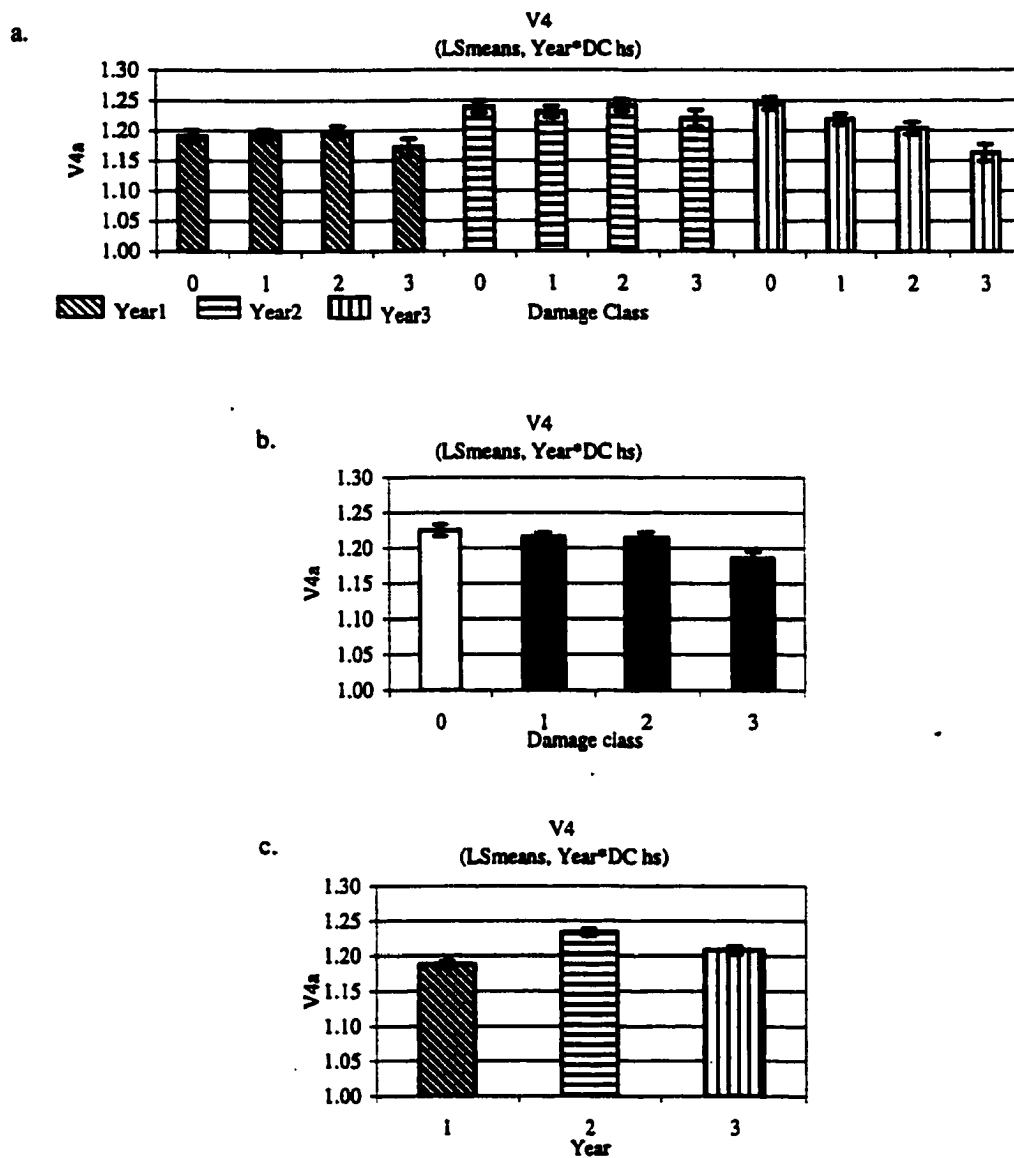 a.
V4
(LSmeans, Year*DC hs)
1.30
1.25
1.20
1.15
1.10
1.05
1.00
V4a
0 1 2 3 0 1 2 3 0 1 2 3
Year1 Year2 Year3 Damage Class
b.
V4
(LSmeans, Year*DC hs)
1.30
1.25
1.20
1.15
1.10
1.05
1.00
V4a
0 1 2 3
Damage class
c.
V4
(LSmeans, Year*DC hs)
1.30
1.25
1.20
1.15
1.10
1.05
1.00
V4a
1 2 3
Year